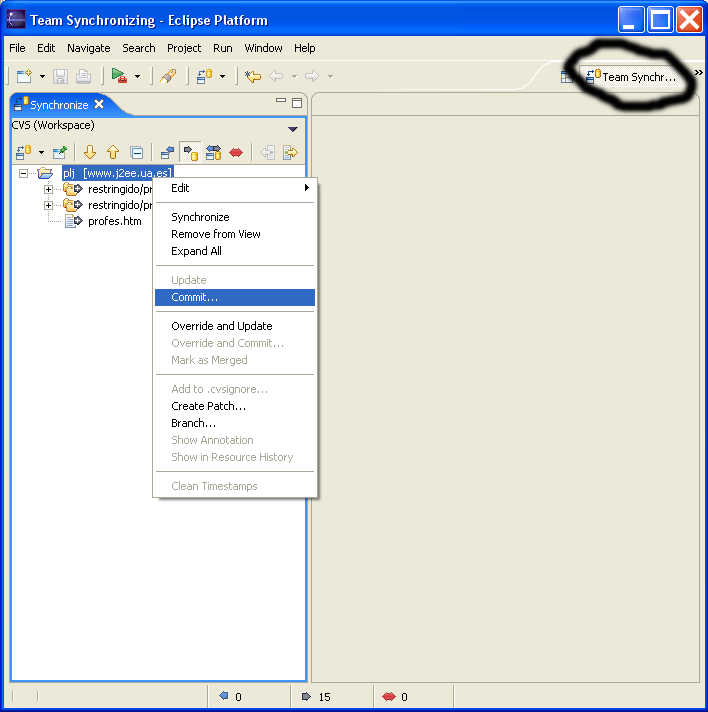 Team Synchronizing - Eclipse Platform
File Edit Navigate Search Project Run Window Help
Team Synchr...
Synchronize
CVS (Workspace)
plj [www.j2ee.ua.es]
restringido/pr
restringido/pr
profes.htm
Edit
Synchronize
Remove from View
Expand All
Update
Commit...
Override and Update
Override and Commit...
Mark as Merged
Add to .cvsignore...
Create Patch...
Branch...
Show Annotation
Show in Resource History
Clean Timestamps
0 15 0